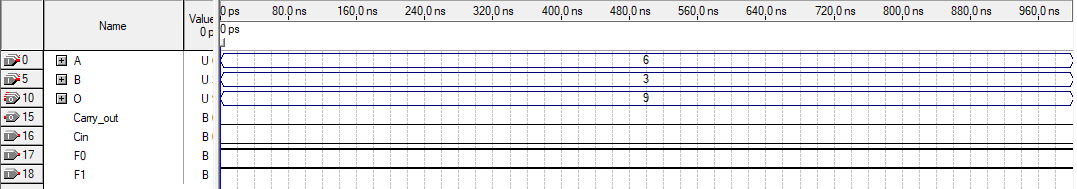 Name Value 0 ps 80.0 ns 160.0 ns 240.0 ns 320.0 ns 400.0 ns 480.0 ns 560.0 ns 640.0 ns 720.0 ns 800.0 ns 880.0 ns 960.0 ns
0 p 0 ps
0 A U 6
5 B U 3
10 O U 9
15 Carry_out B
16 Cin B
17 F0 B
18 F1 B